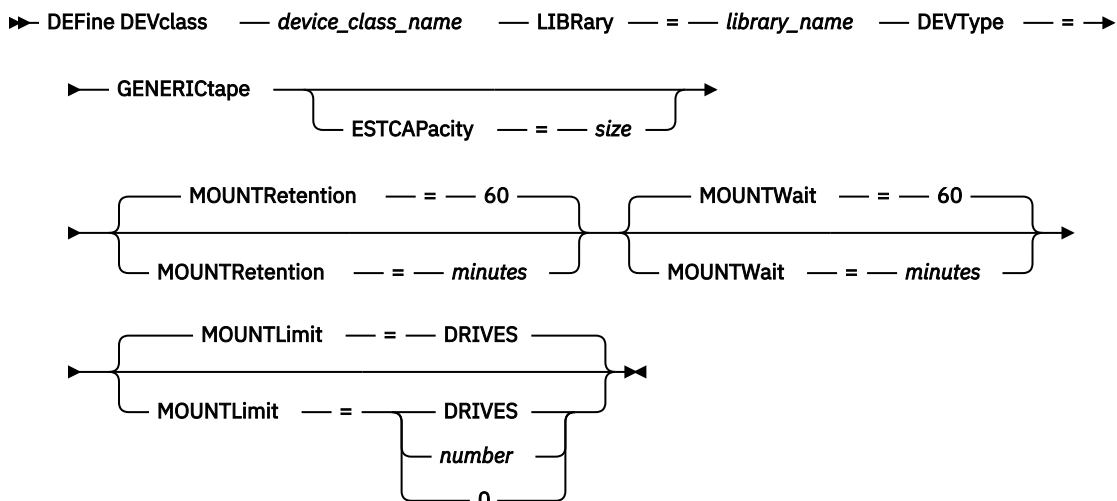 DEFine DEVclass device_class_name LIBRary = library_name DEVType =
GENERICtape
ESTCAPacity = size
MOUNTRetention = 60 MOUNTWait = 60
MOUNTRetention = minutes MOUNTWait = minutes
MOUNTLimit = DRIVES
MOUNTLimit = DRIVES
number
0